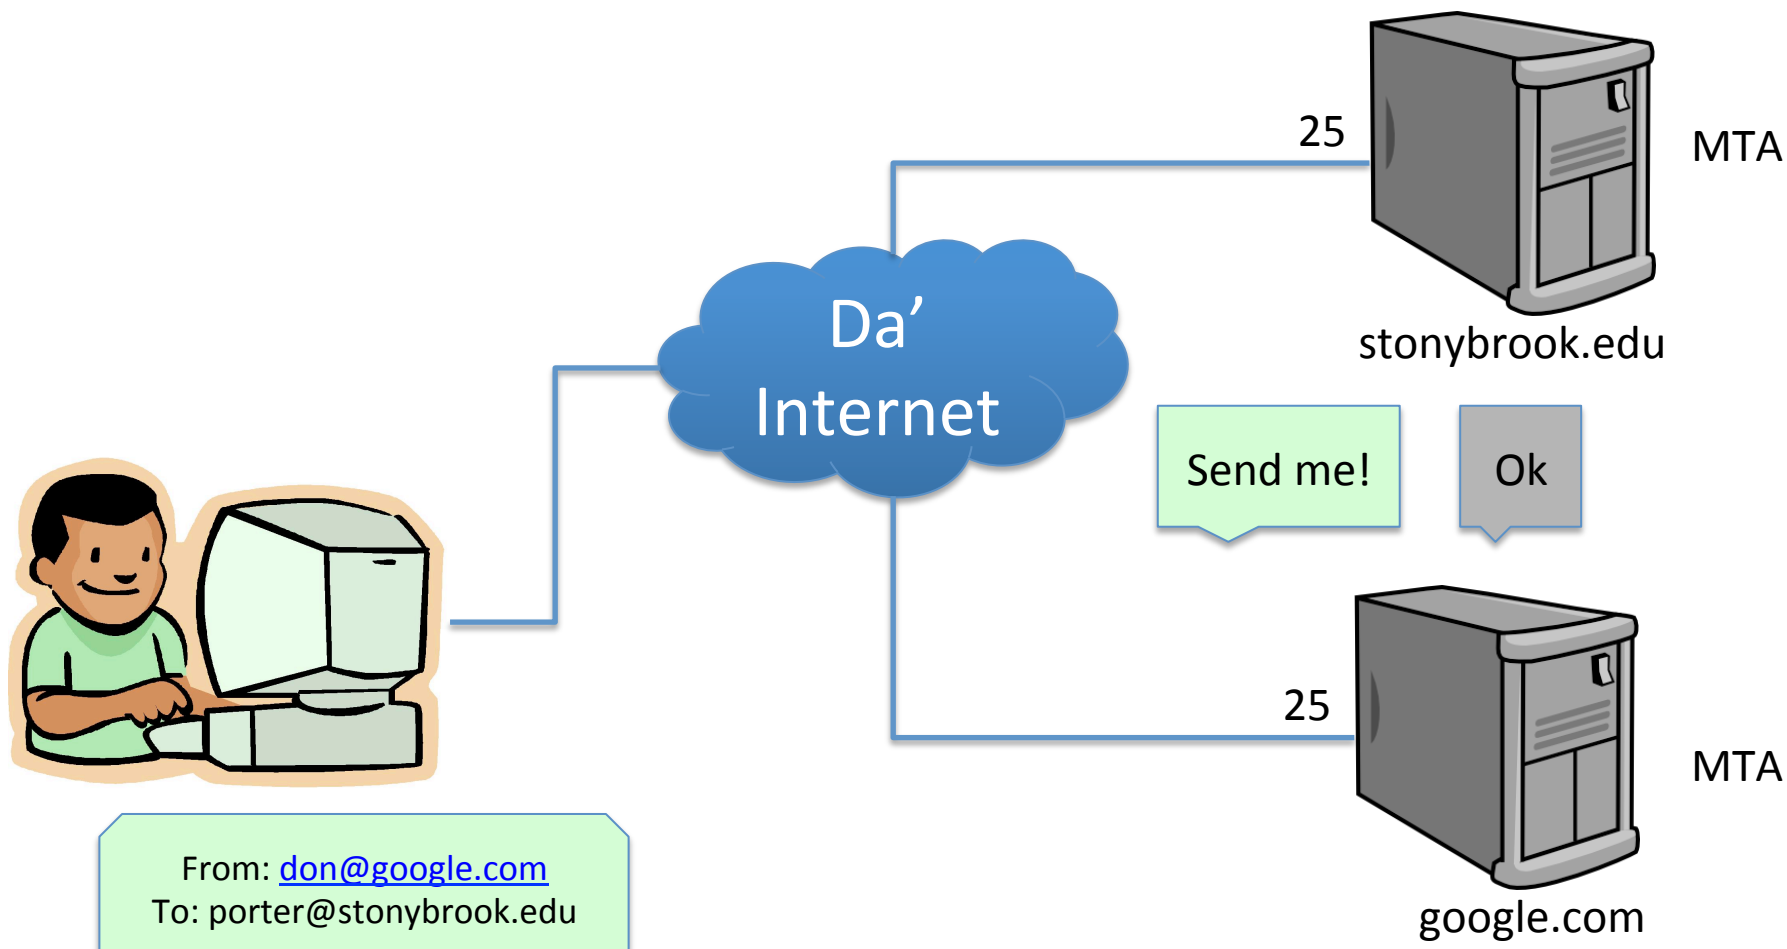 25
MTA
stonybrook.edu
Da’
Internet
Send me!
Ok
25
MTA
google.com
From: don@google.com
To: porter@stonybrook.edu